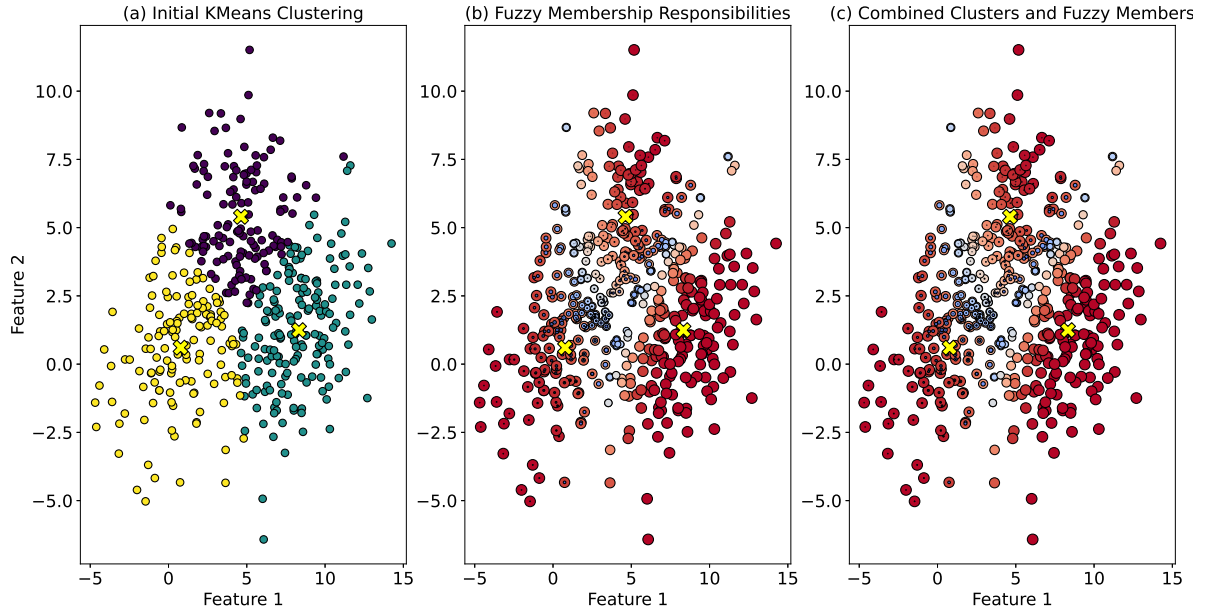 (a) Initial KMeans Clustering
(b) Fuzzy Membership Responsibilities
(c) Combined Clusters and Fuzzy Members
Feature 2
10.0
7.5
5.0
2.5
0.0
−2.5
−5.0
−5 0 5 10 15
Feature 1
10.0
7.5
5.0
2.5
0.0
−2.5
−5.0
−5 0 5 10 15
Feature 1
10.0
7.5
5.0
2.5
0.0
−2.5
−5.0
−5 0 5 10 15
Feature 1